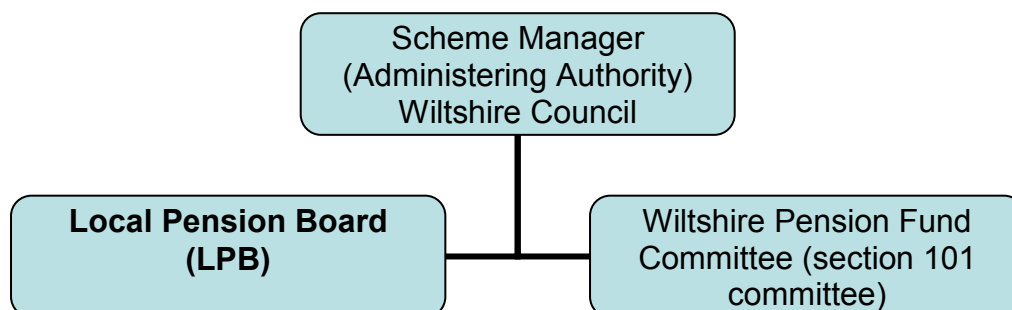 Scheme Manager
(Administering Authority)
Wiltshire Council
Local Pension Board
(LPB)
Wiltshire Pension Fund
Committee (section 101
committee)